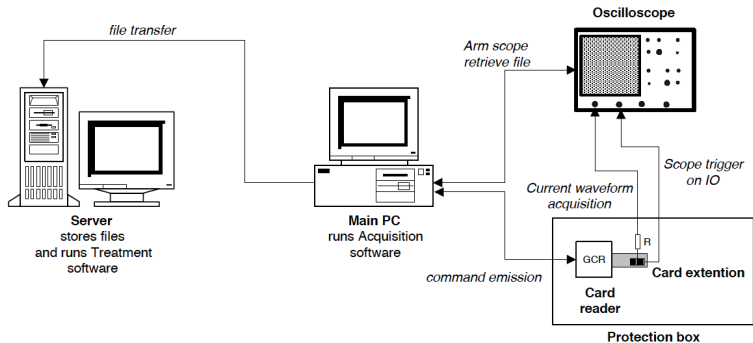 Oscilloscope
file transfer
Arm scope
retrieve file
Scope trigger
on IO
Current waveform
acquisition
Server
stores files
and runs Treatment
software
Main PC
runs Acquisition
software
command emission
R
GCR
Card extention
Card
reader
Protection box